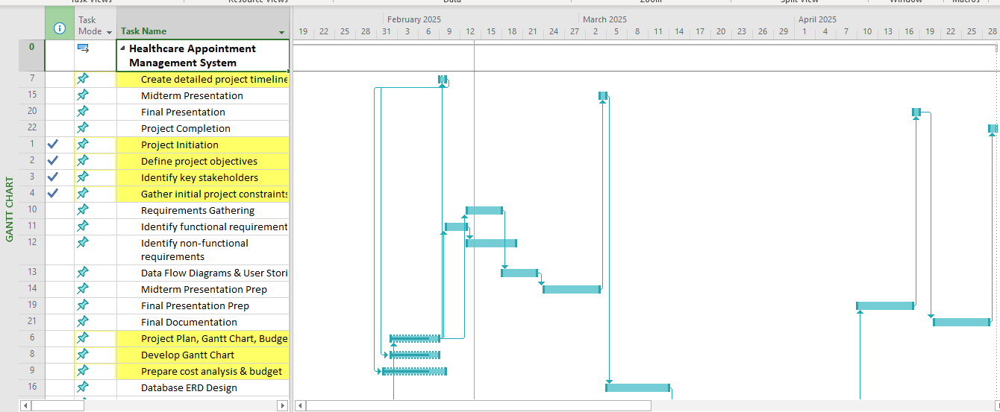 Task Views Resource Views Data Zoom Split View Window Macros
February 2025 March 2025 April 2025
Task Mode Task Name 19 22 25 28 31 3 6 9 12 15 18 21 24 27 2 5 8 11 14 17 20 23 26 29 1 4 7 10 13 16 19 22 25 28
0 Healthcare Appointment
Management System
7 Create detailed project timeline
15 Midterm Presentation
20 Final Presentation
22 Project Completion
1 Project Initiation
2 Define project objectives
3 Identify key stakeholders
4 Gather initial project constraints
10 Requirements Gathering
11 Identify functional requirement
12 Identify non-functional
requirements
13 Data Flow Diagrams & User Stori
14 Midterm Presentation Prep
19 Final Presentation Prep
21 Final Documentation
6 Project Plan, Gantt Chart, Budge
8 Develop Gantt Chart
9 Prepare cost analysis & budget
16 Database ERD Design
GANTT CHART